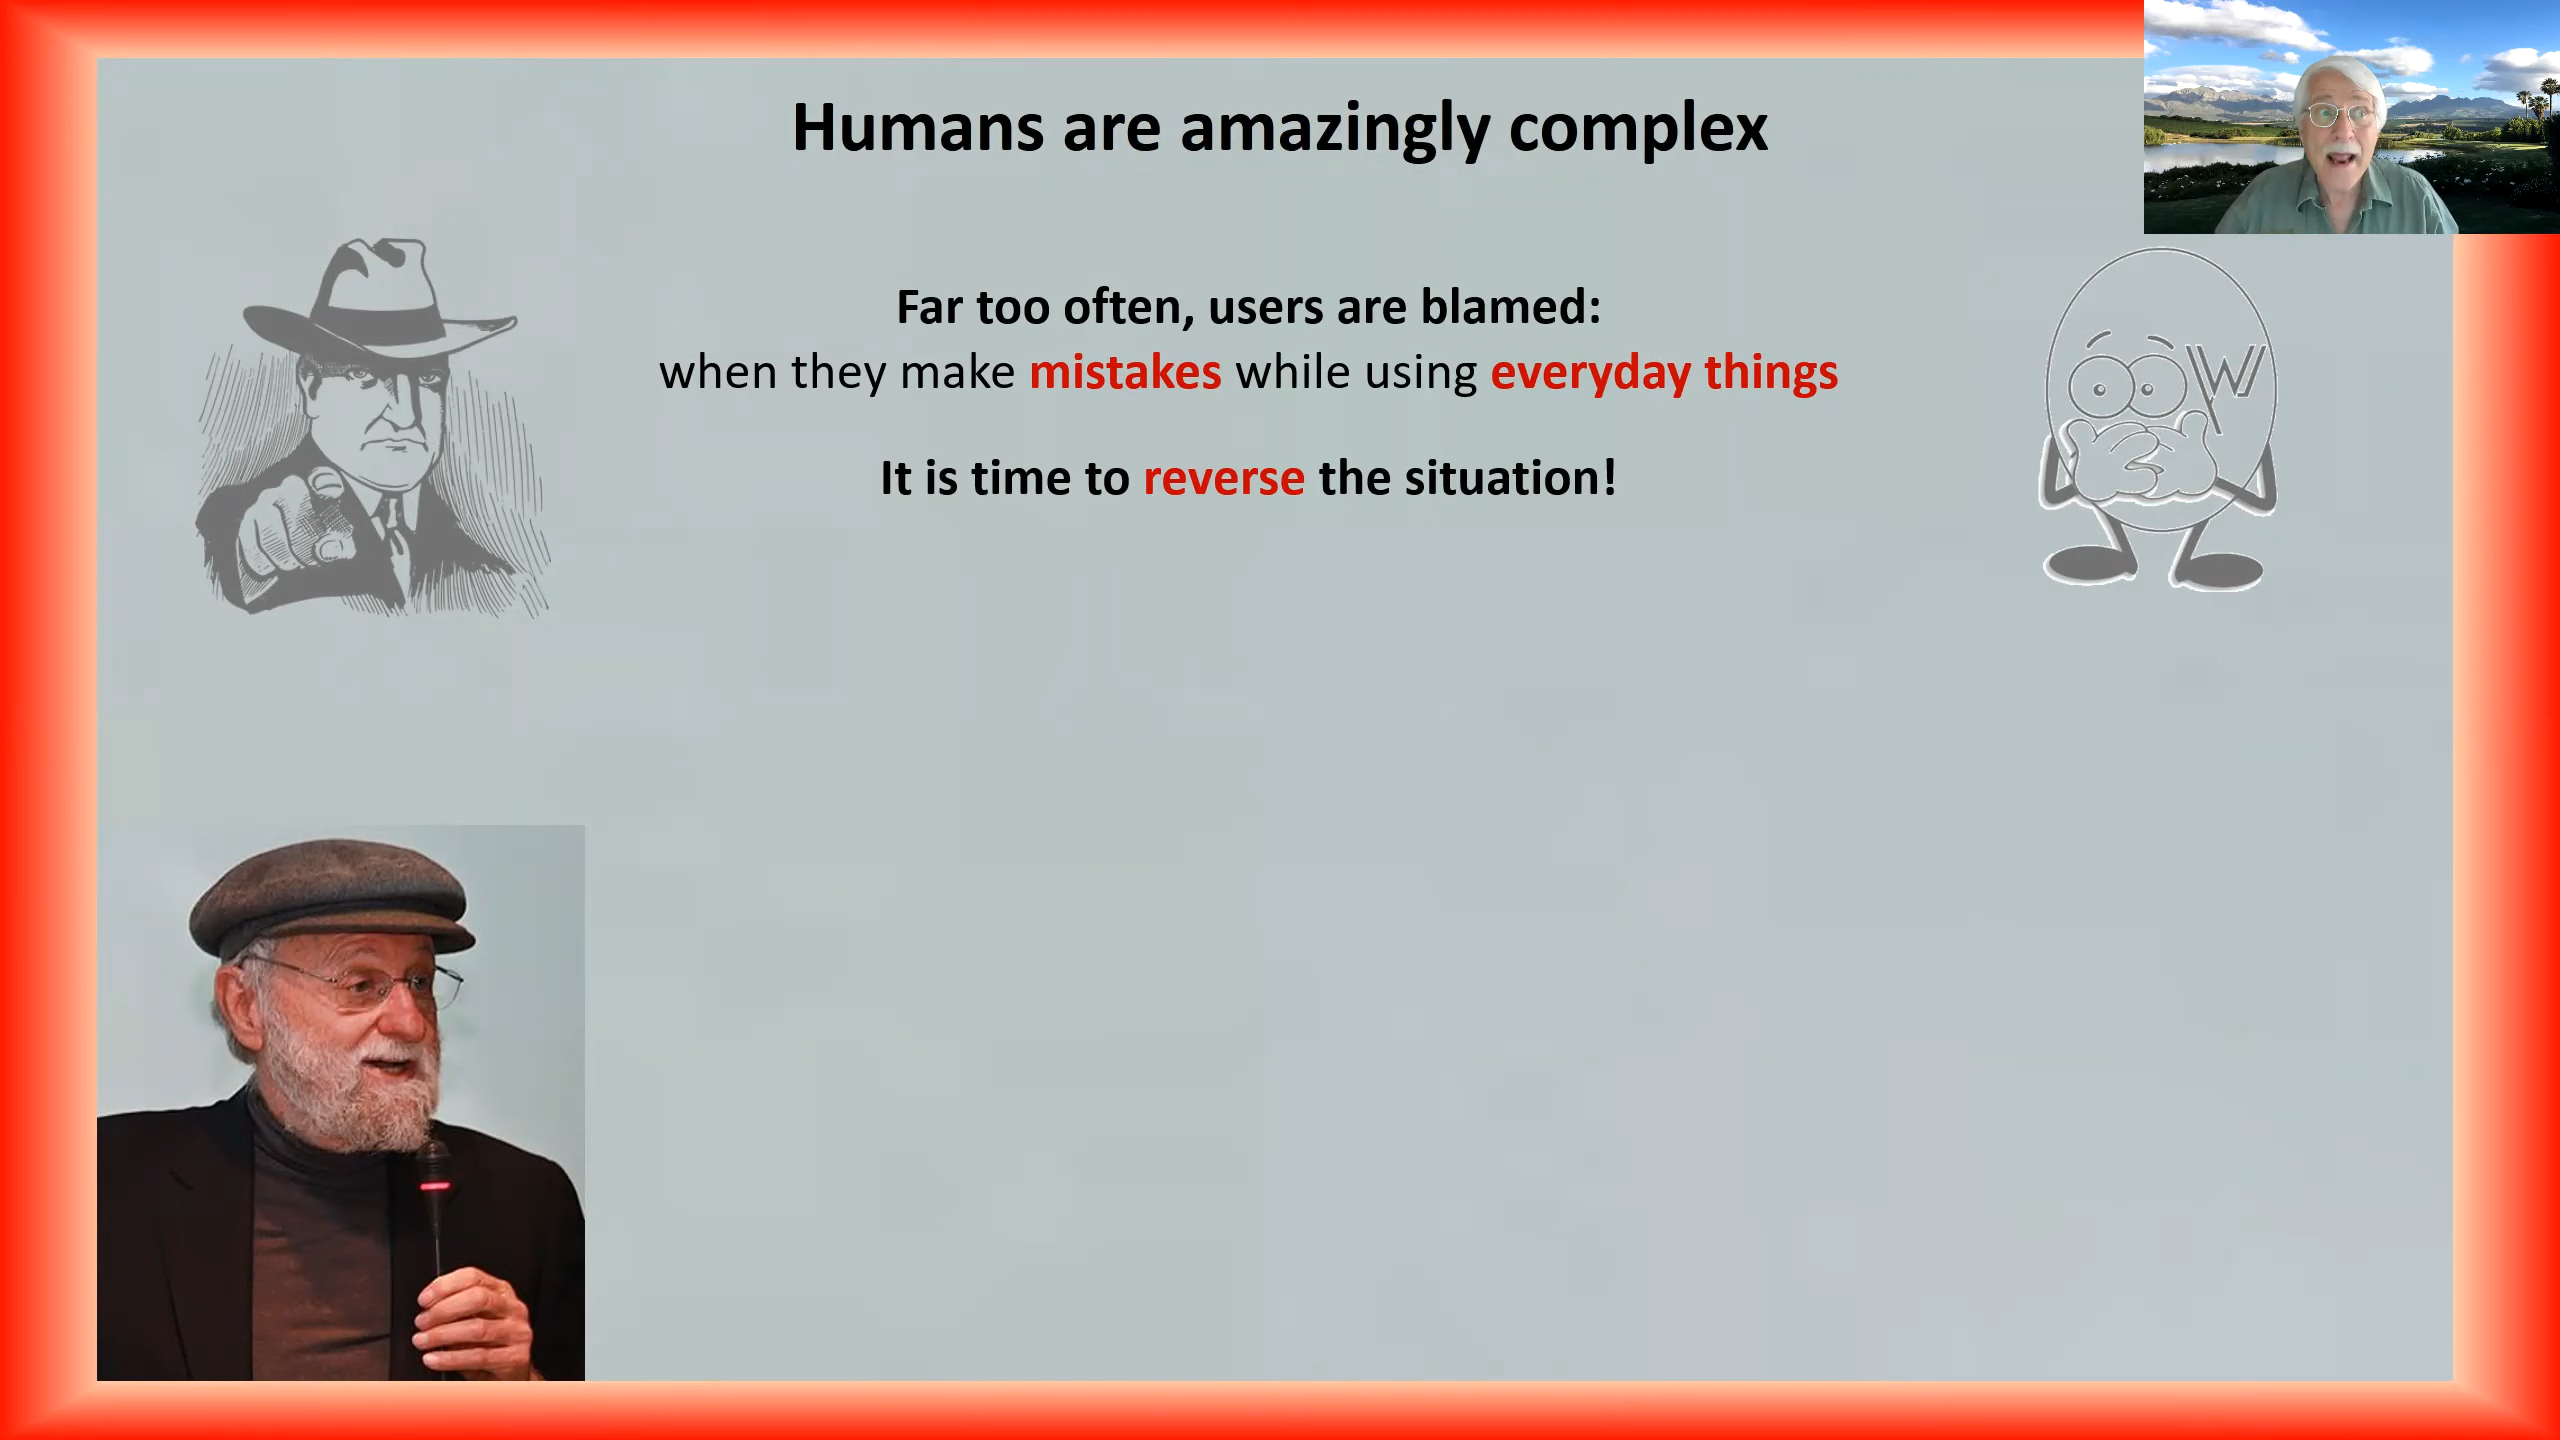 Humans are amazingly complex
Far too often, users are blamed:
when they make mistakes while using everyday things
It is time to reverse the situation!